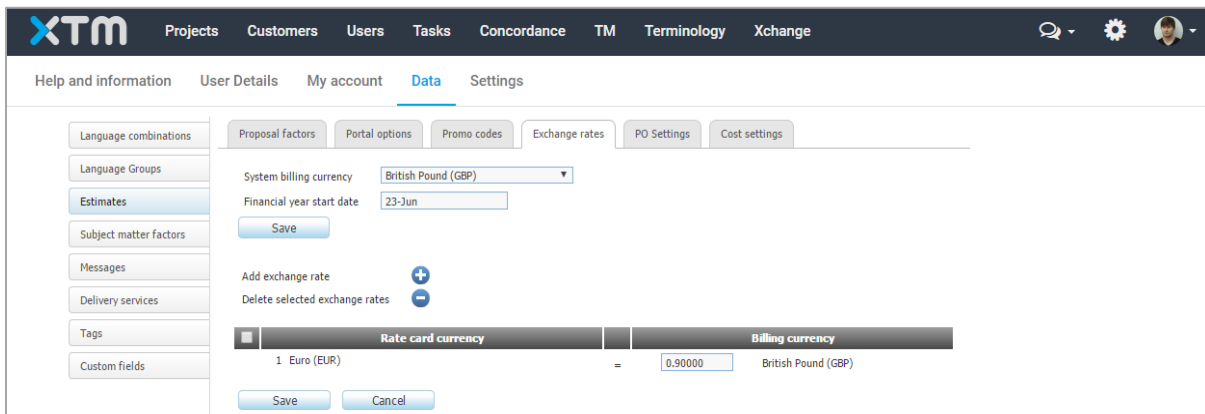 XTM Projects Customers Users Tasks Concordance TM Terminology Xchange
Help and information User Details My account Data Settings
Language combinations
Language Groups
Estimates
Subject matter factors
Messages
Delivery services
Tags
Custom fields
Proposal factors Portal options Promo codes Exchange rates PO Settings Cost settings
System billing currency British Pound (GBP)
Financial year start date 23-Jun
Save
Add exchange rate
Delete selected exchange rates
Rate card currency Billing currency
1 Euro (EUR) = 0.90000 British Pound (GBP)
Save Cancel